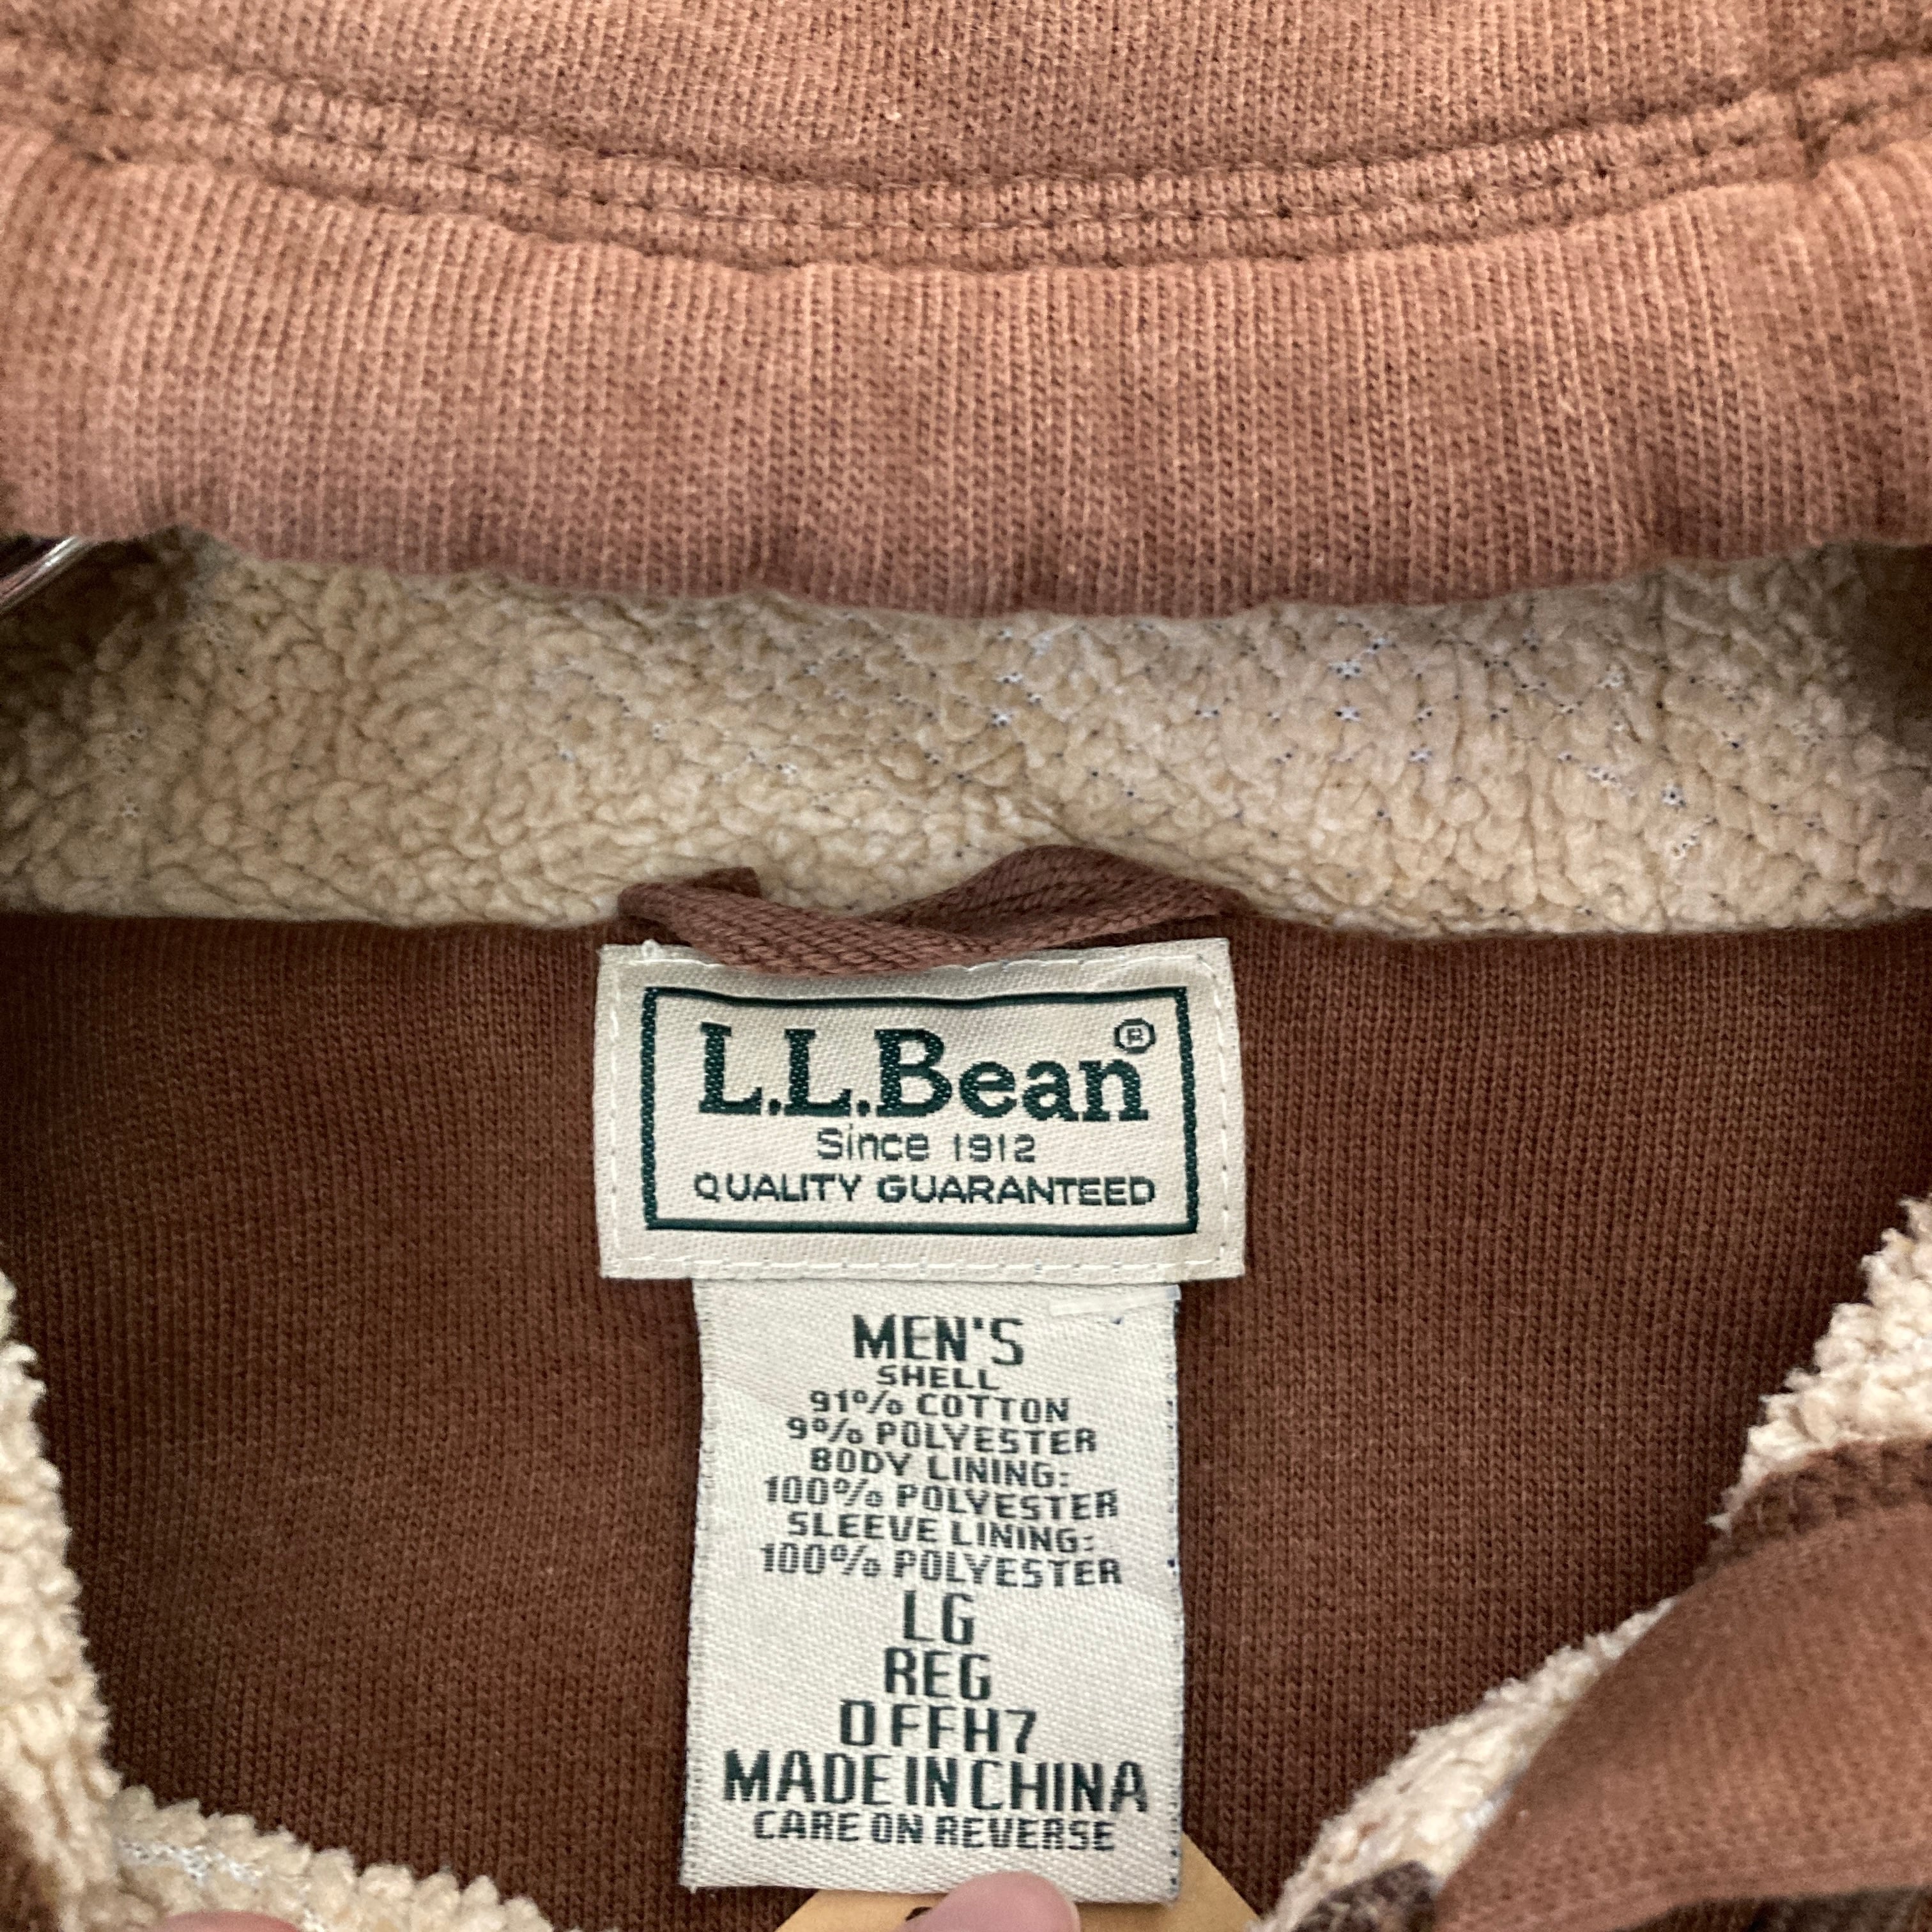 L.L.Bean®
Since 1912
QUALITY GUARANTEED
MEN'S
SHELL
91% COTTON
9% POLYESTER
BODY LINING:
100% POLYESTER
SLEEVE LINING:
100% POLYESTER
LG
REG
0FFH7
MADE IN CHINA
CARE ON REVERSE